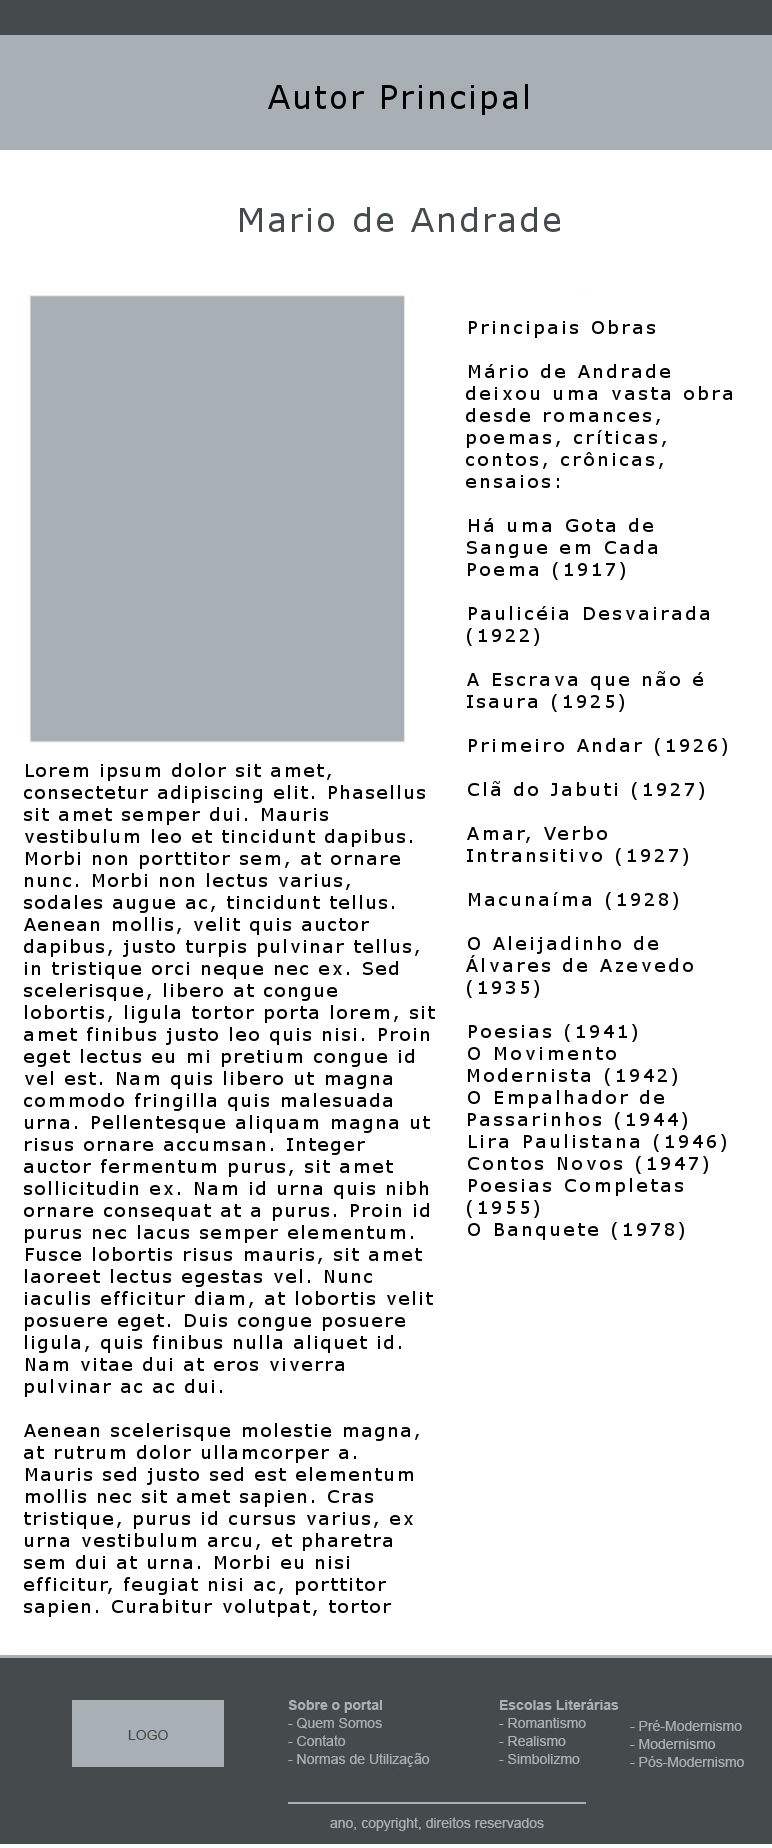 Autor Principal
Mario de Andrade
Lorem ipsum dolor sit amet,
consectetur adipiscing elit. Phasellus
sit amet semper dui. Mauris
vestibulum leo et tincidunt dapibus.
Morbi non porttitor sem, at ornare
nunc. Morbi non lectus varius,
sodales augue ac, tincidunt tellus.
Aenean mollis, velit quis auctor
dapibus, justo turpis pulvinar tellus,
in tristique orci neque nec ex. Sed
scelerisque, libero at congue
lobortis, ligula tortor porta lorem, sit
amet finibus justo leo quis nisi. Proin
eget lectus eu mi pretium congue id
vel est. Nam quis libero ut magna
commodo fringilla quis malesuada
urna. Pellentesque aliquam magna ut
risus ornare accumsan. Integer
auctor fermentum purus, sit amet
sollicitudin ex. Nam id urna quis nibh
ornare consequat at a purus. Proin id
purus nec lacus semper elementum.
Fusce lobortis risus mauris, sit amet
laoreet lectus egestas vel. Nunc
iaculis efficitur diam, at lobortis velit
posuere eget. Duis congue posuere
ligula, quis finibus nulla aliquet id.
Nam vitae dui at eros viverra
pulvinar ac ac dui.
Aenean scelerisque molestie magna,
at rutrum dolor ullamcorper a.
Mauris sed justo sed est elementum
mollis nec sit amet sapien. Cras
tristique, purus id cursus varius, ex
urna vestibulum arcu, et pharetra
sem dui at urna. Morbi eu nisi
efficitur, feugiat nisi ac, porttitor
sapien. Curabitur volutpat, tortor
Principais Obras
Mário de Andrade
deixou uma vasta obra
desde romances,
poemas, críticas,
contos, crônicas,
ensaios:
Há uma Gota de
Sangue em Cada
Poema (1917)
Paulicéia Desvairada
(1922)
A Escrava que não é
Isaura (1925)
Primeiro Andar (1926)
Clã do Jabuti (1927)
Amar, Verbo
Intransitivo (1927)
Macunaíma (1928)
O Aleijadinho de
Álvares de Azevedo
(1935)
Poesias (1941)
O Movimento
Modernista (1942)
O Empalhador de
Passarinhos (1944)
Lira Paulistana (1946)
Contos Novos (1947)
Poesias Completas
(1955)
O Banquete (1978)
LOGO
Sobre o portal
- Quem Somos
- Contato
- Normas de Utilização
Escolas Literárias
- Romantismo
- Realismo
- Simbolizmo
- Pré-Modernismo
- Modernismo
- Pós-Modernismo
ano, copyright, direitos reservados